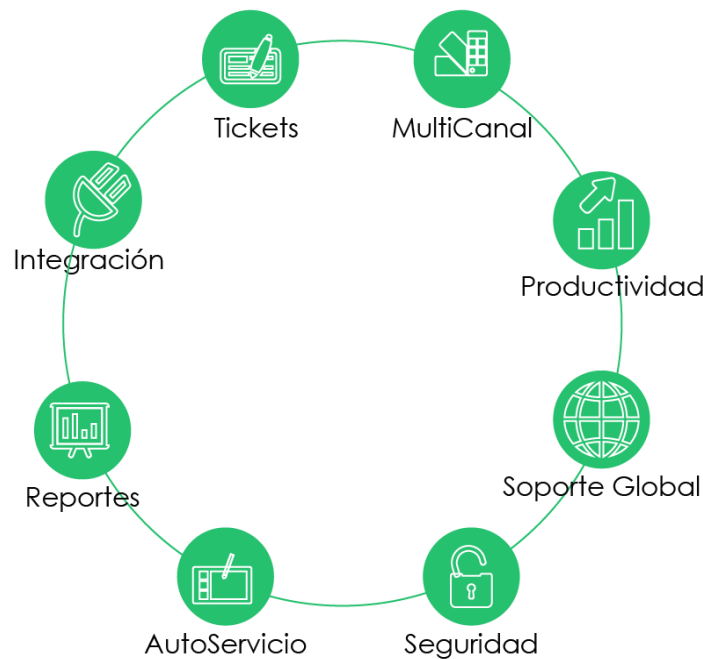 Tickets
MultiCanal
Integración
Productividad
Reportes
Soporte Global
AutoServicio
Seguridad